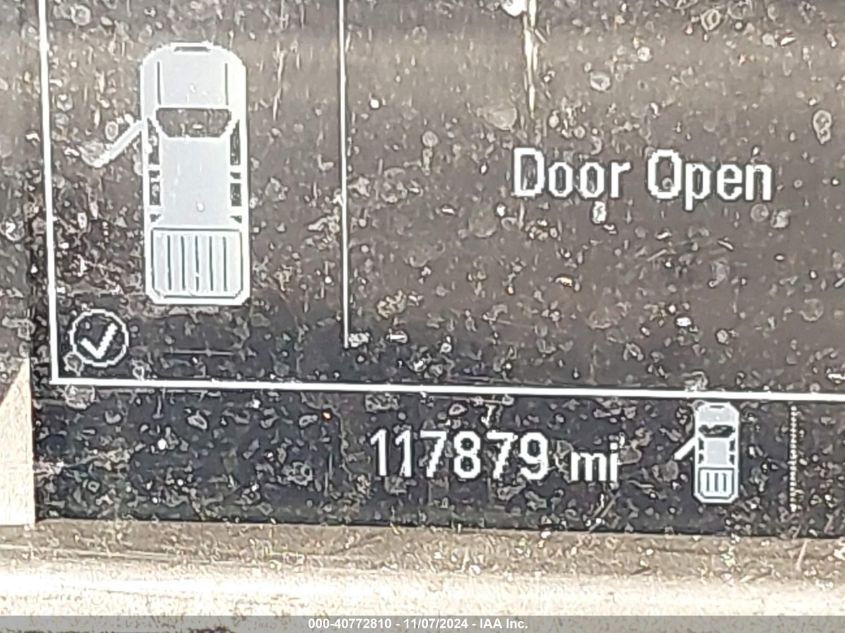 Door Open
117879 mi
000-40772810 - 11/07/2024 - IAA Inc.